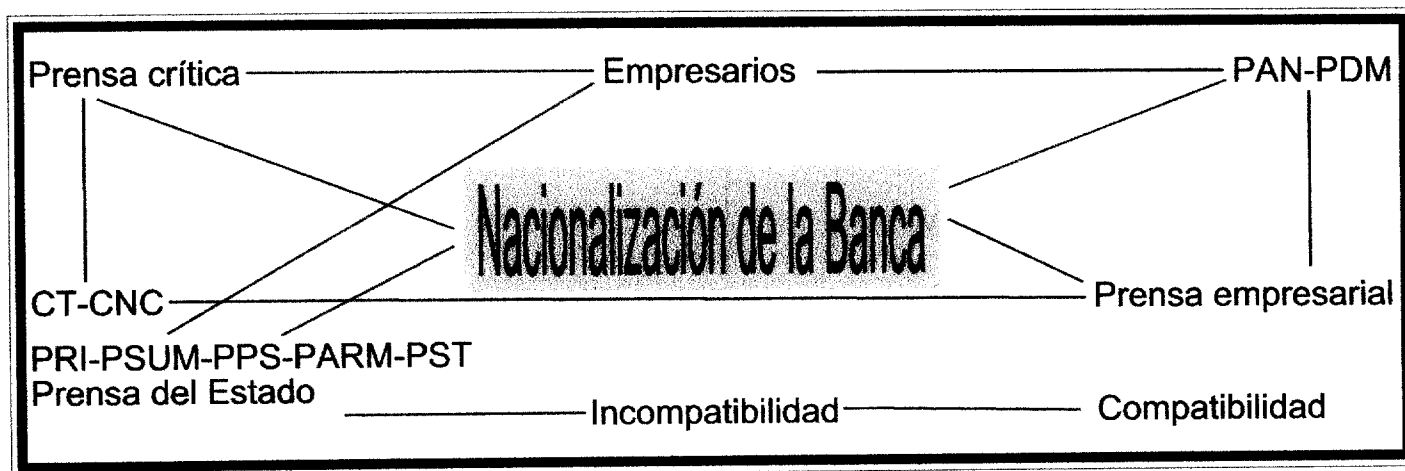 Prensa crítica Empresarios PAN-PDM
Nacionalización de la Banca
CT-CNC Prensa empresarial
PRI-PSUM-PPS-PARM-PST
Prensa del Estado
Incompatibilidad Compatibilidad